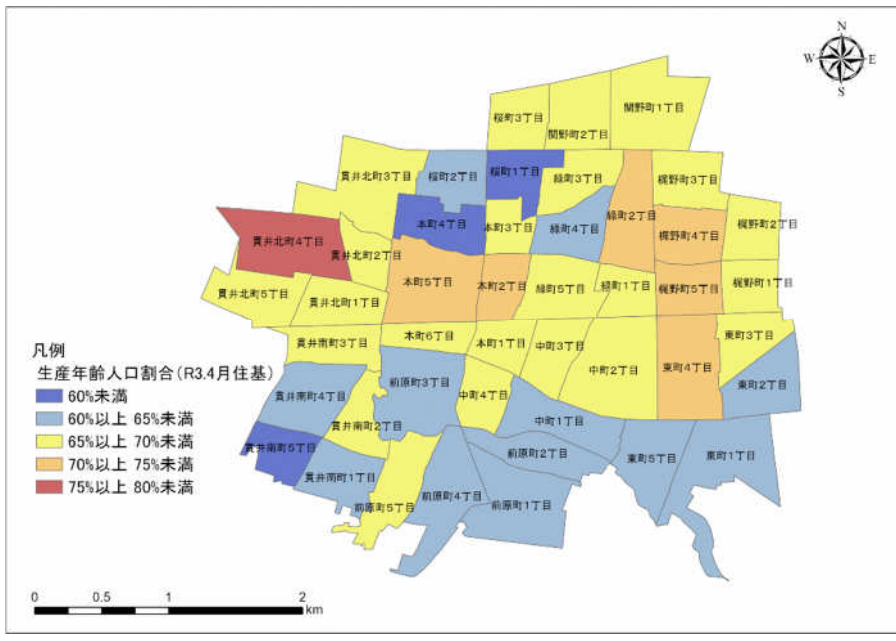 N
W E
S
関野町1丁目
桜町3丁目
関野町2丁目
貫井北町3丁目
桜町2丁目
桜町1丁目
緑町3丁目
梶野町3丁目
本町4丁目
本町3丁目
緑町4丁目
緑町2丁目
梶野町4丁目
梶野町2丁目
貫井北町4丁目
貫井北町2丁目
本町5丁目
本町2丁目
緑町5丁目
緑町1丁目
梶野町5丁目
梶野町1丁目
貫井北町5丁目
貫井北町1丁目
貫井南町3丁目
本町6丁目
本町1丁目
中町3丁目
東町3丁目
中町2丁目
東町4丁目
東町2丁目
前原町3丁目
貫井南町4丁目
中町4丁目
中町1丁目
貫井南町2丁目
貫井南町5丁目
前原町2丁目
東町5丁目
東町1丁目
貫井南町1丁目
前原町5丁目
前原町4丁目
前原町1丁目
凡例
生産年齢人口割合(R3.4月住基)
60%未満
60%以上 65%未満
65%以上 70%未満
70%以上 75%未満
75%以上 80%未満
0 0.5 1 2
km